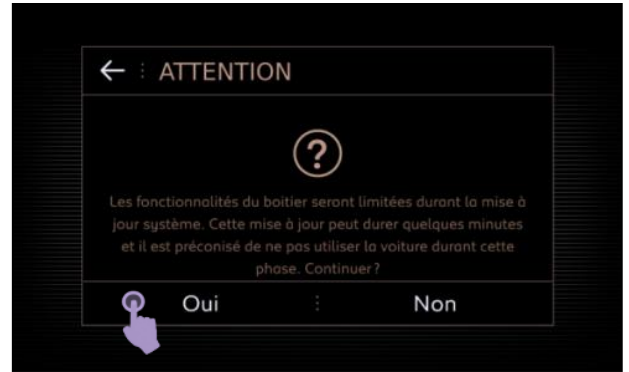 ATTENTION
Les fonctionnalités du boitier seront limitées durant la mise à
jour système. Cette mise à jour peut durer quelques minutes
et il est préconisé de ne pas utiliser la voiture durant cette
phase. Continuer?
Oui Non